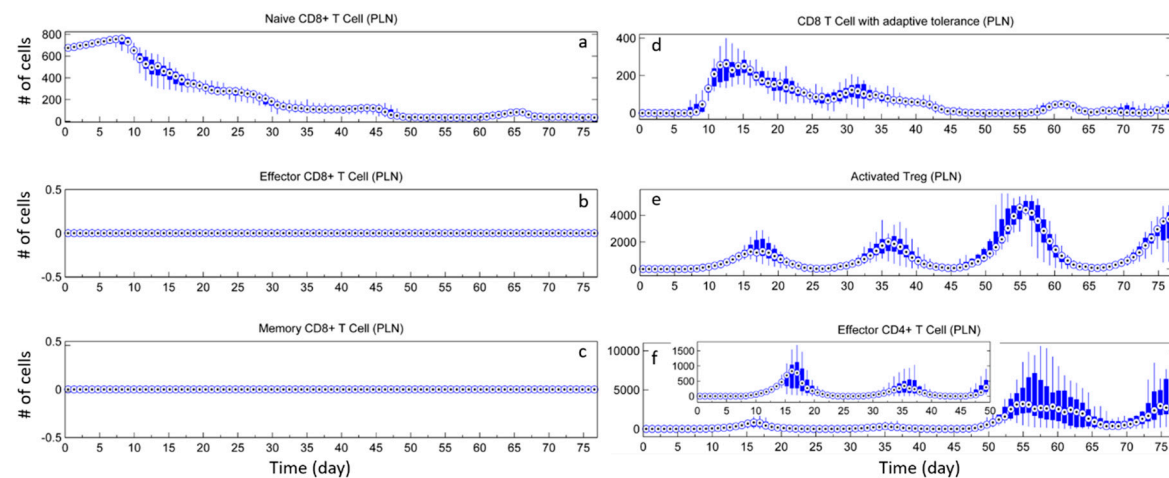 Naive CD8+ T Cell (PLN)
a
# of cells
800
600
400
200
0
0 5 10 15 20 25 30 35 40 45 50 55 60 65 70 75
Effector CD8+ T Cell (PLN)
b
0.5
0
-0.5
0 5 10 15 20 25 30 35 40 45 50 55 60 65 70 75
Memory CD8+ T Cell (PLN)
c
# of cells
0.5
0
-0.5
0 5 10 15 20 25 30 35 40 45 50 55 60 65 70 75
Time (day)
CD8 T Cell with adaptive tolerance (PLN)
d
400
200
0
0 5 10 15 20 25 30 35 40 45 50 55 60 65 70 75
Activated Treg (PLN)
e
4000
2000
0
0 5 10 15 20 25 30 35 40 45 50 55 60 65 70 75
Effector CD4+ T Cell (PLN)
f
10000
5000
0
1500
1000
500
0
0 5 10 15 20 25 30 35 40 45 50
0 5 10 15 20 25 30 35 40 45 50 55 60 65 70 75
Time (day)